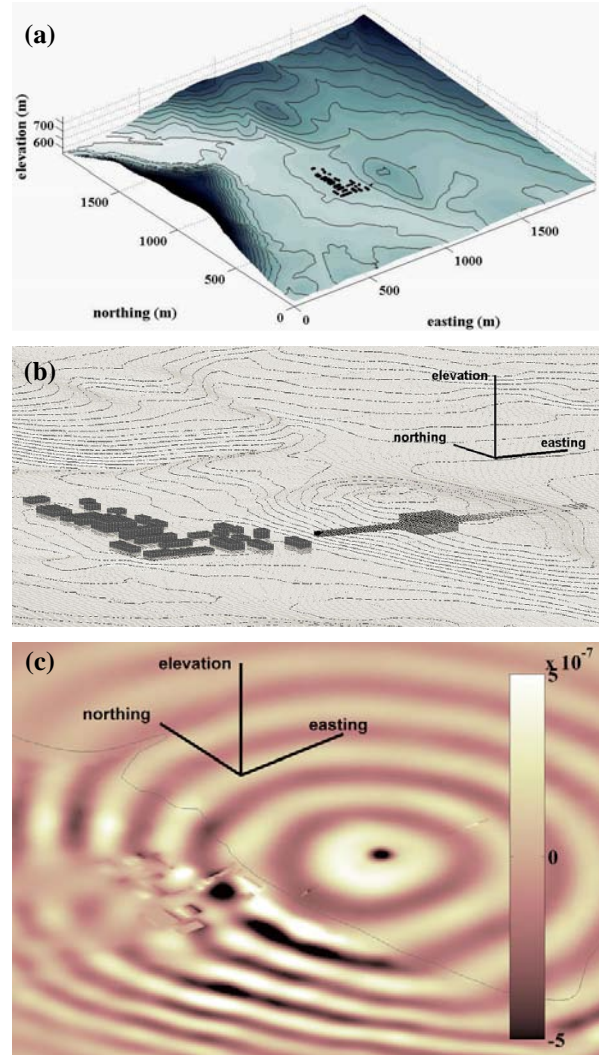 (a)
elevation (m)
700
600
1500
1000
500
0
northing (m)
0
500
1000
1500
easting (m)
(b)
elevation
northing
easting
(c)
elevation
northing
easting
x 10-7
5
0
-5